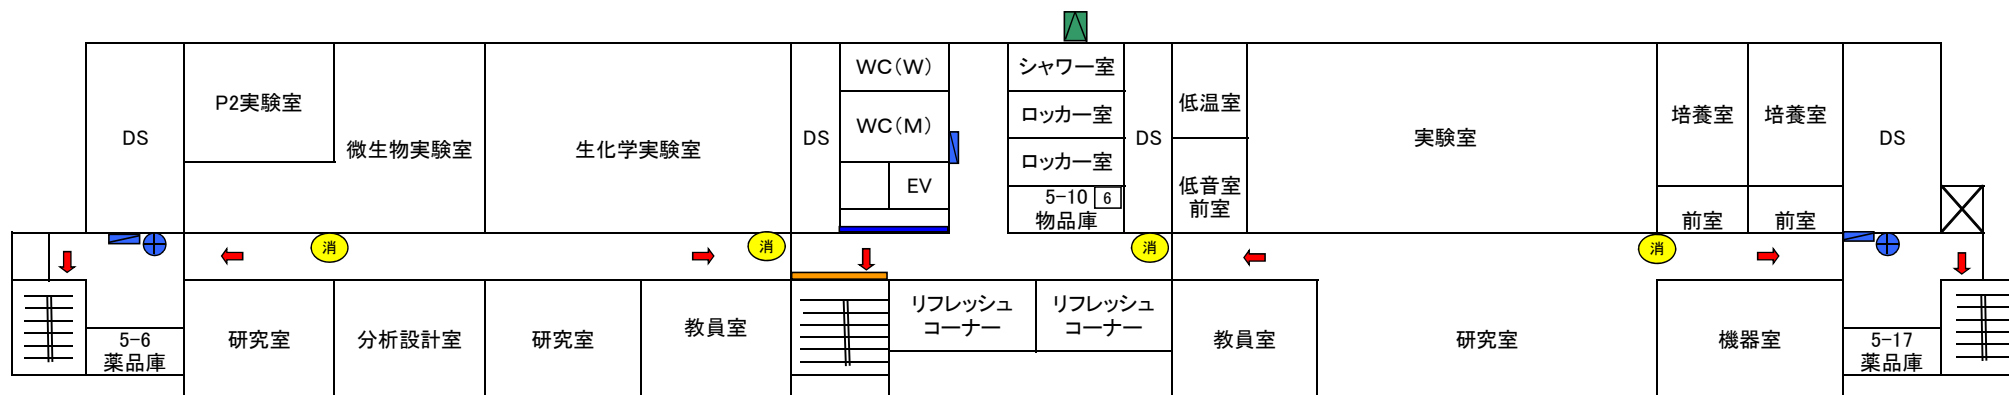 WC(W)
シャワー室
P2実験室
低温室
培養室
培養室
ロッカー室
WC(M)
DS
DS
DS
実験室
DS
微生物実験室
生化学実験室
ロッカー室
EV
低音室
前室
5-10
6
物品庫
前室
前室
消
消
消
消
リフレッシュ
コーナー
リフレッシュ
コーナー
教員室
教員室
5-6
薬品庫
研究室
分析設計室
研究室
研究室
機器室
5-17
薬品庫